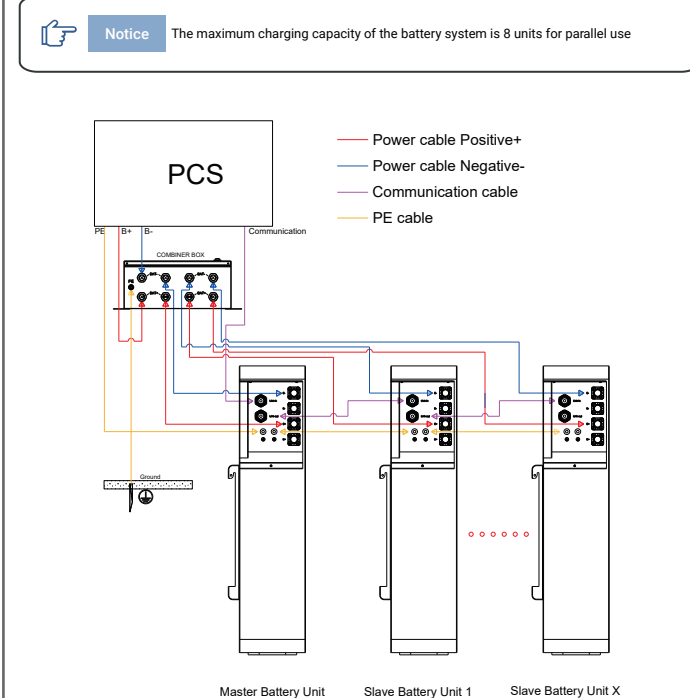 Notice The maximum charging capacity of the battery system is 8 units for parallel use
PCS
Power cable Positive+
Power cable Negative-
Communication cable
PE cable
PE B+ B- Communication
COMBINER BOX
PE
Ground
Master Battery Unit Slave Battery Unit 1 Slave Battery Unit X